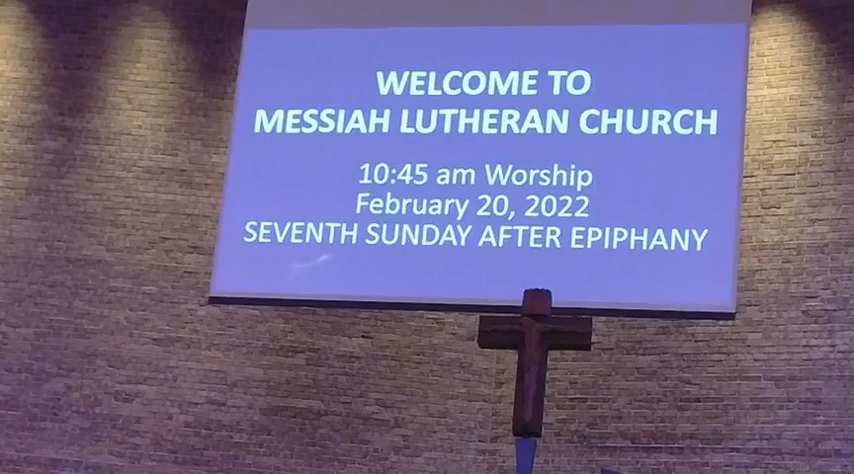 WELCOME TO
MESSIAH LUTHERAN CHURCH
10:45 am Worship
February 20, 2022
SEVENTH SUNDAY AFTER EPIPHANY